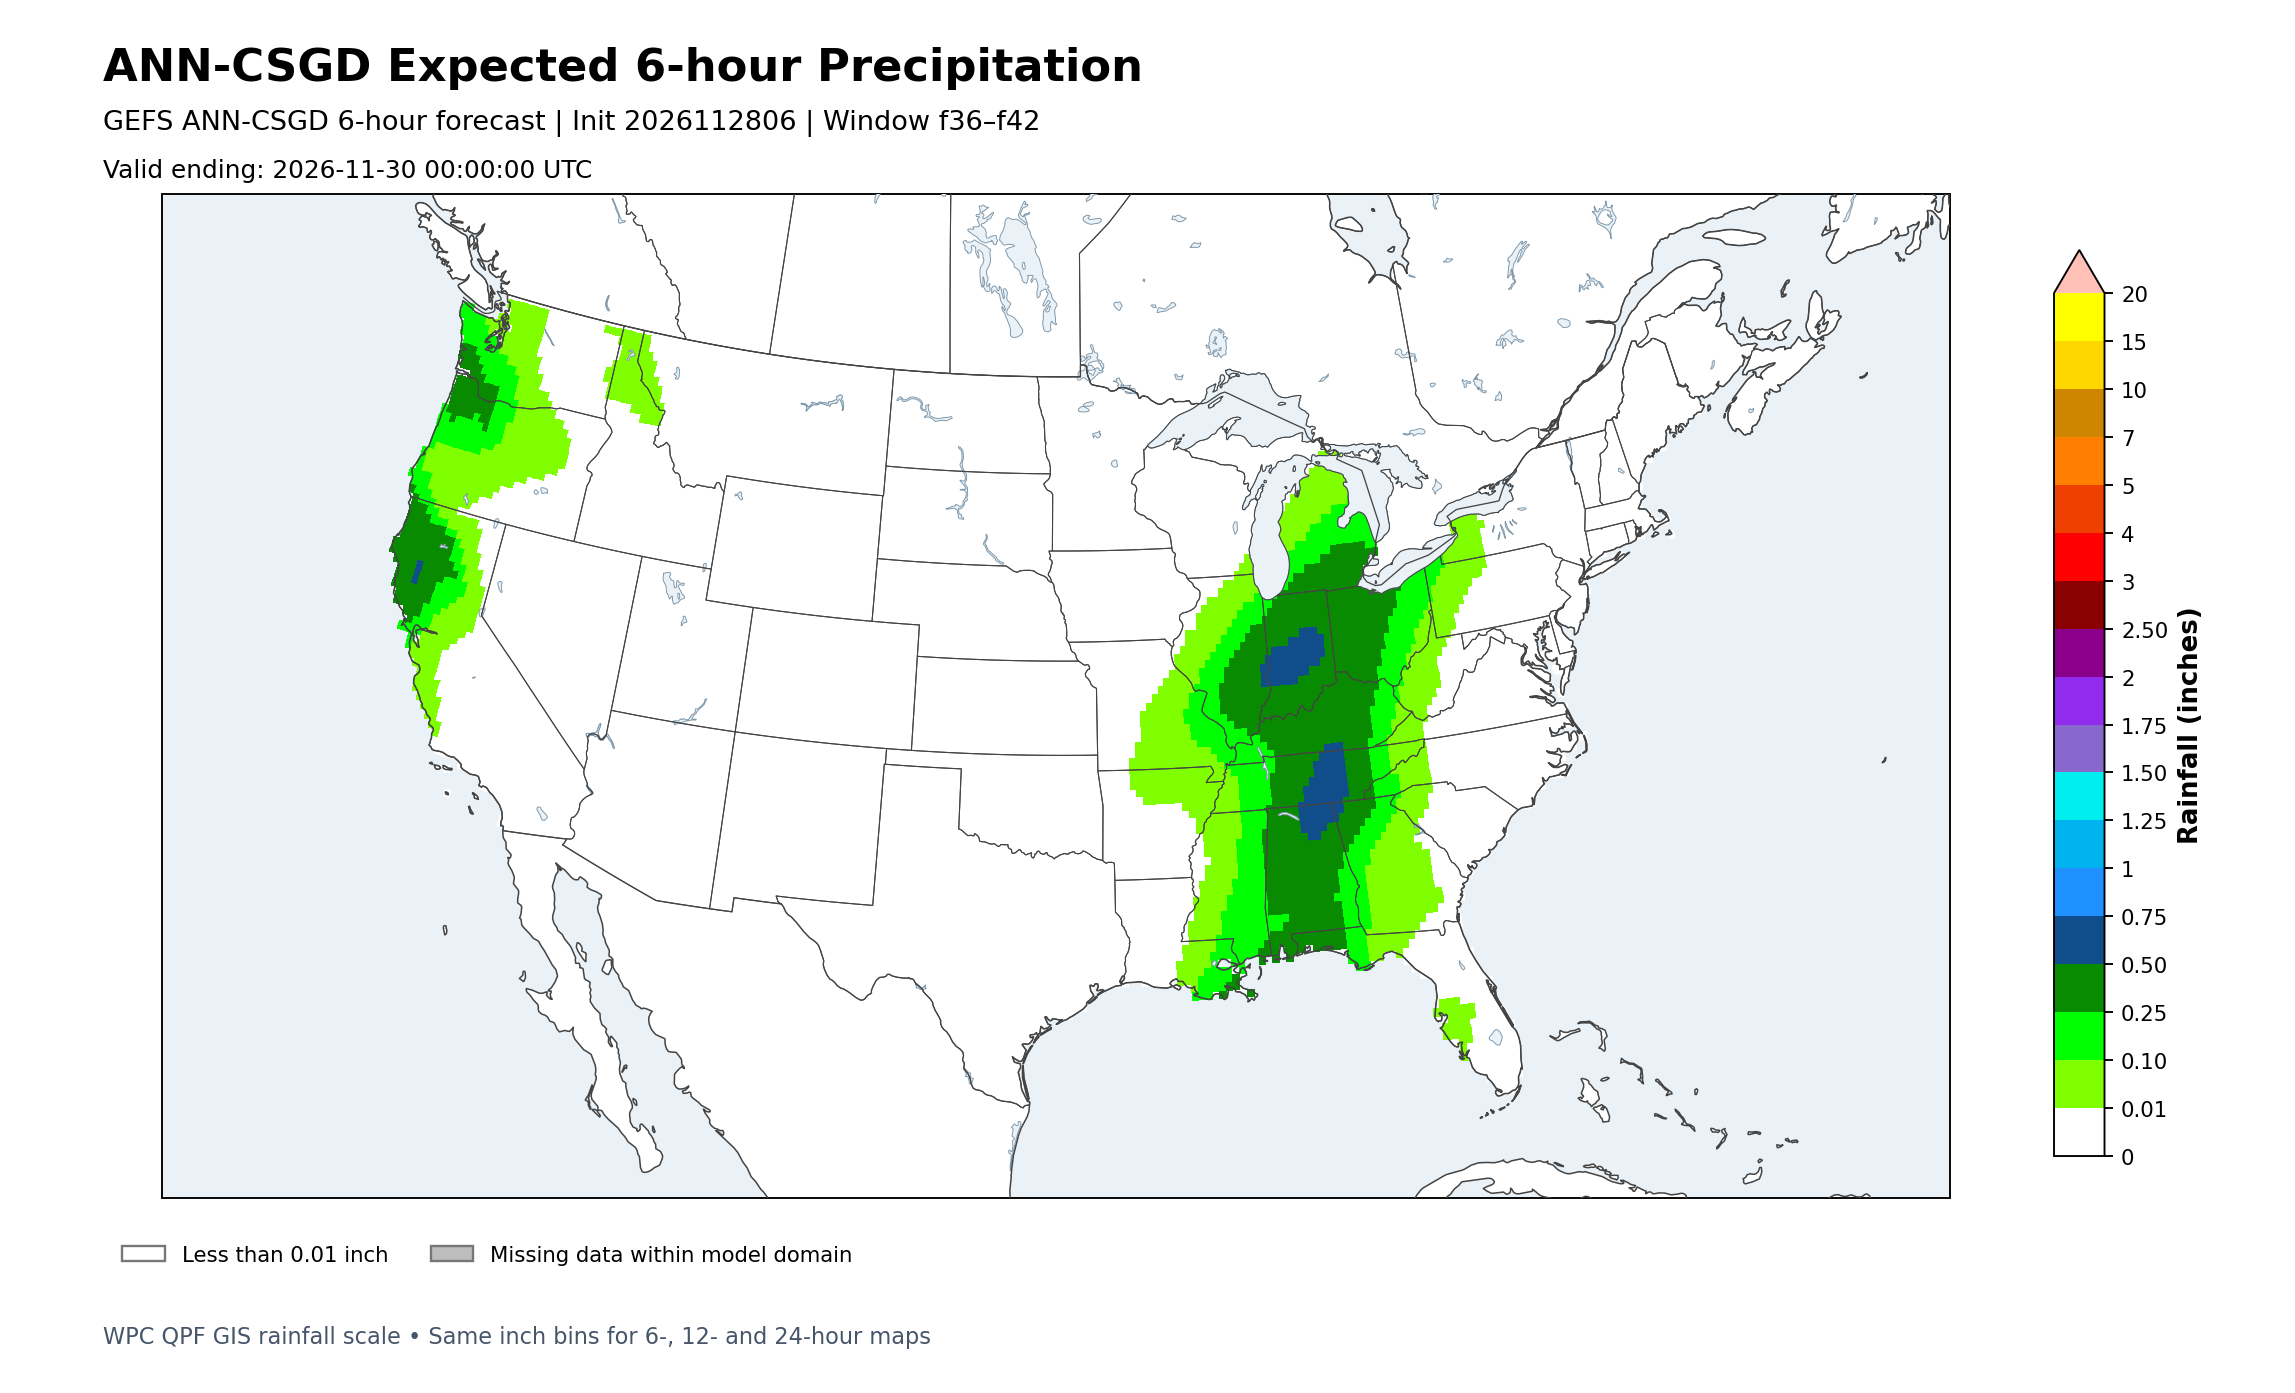 ANN-CSGD Expected 6-hour Precipitation
GEFS ANN-CSGD 6-hour forecast | Init 2026112806 | Window f36–f42
Valid ending: 2026-11-30 00:00:00 UTC
20
15
10
7
5
4
3
2.50
2
1.75
1.50
1.25
1
0.75
0.50
0.25
0.10
0.01
0
Rainfall (inches)
Less than 0.01 inch
Missing data within model domain
WPC QPF GIS rainfall scale • Same inch bins for 6-, 12- and 24-hour maps